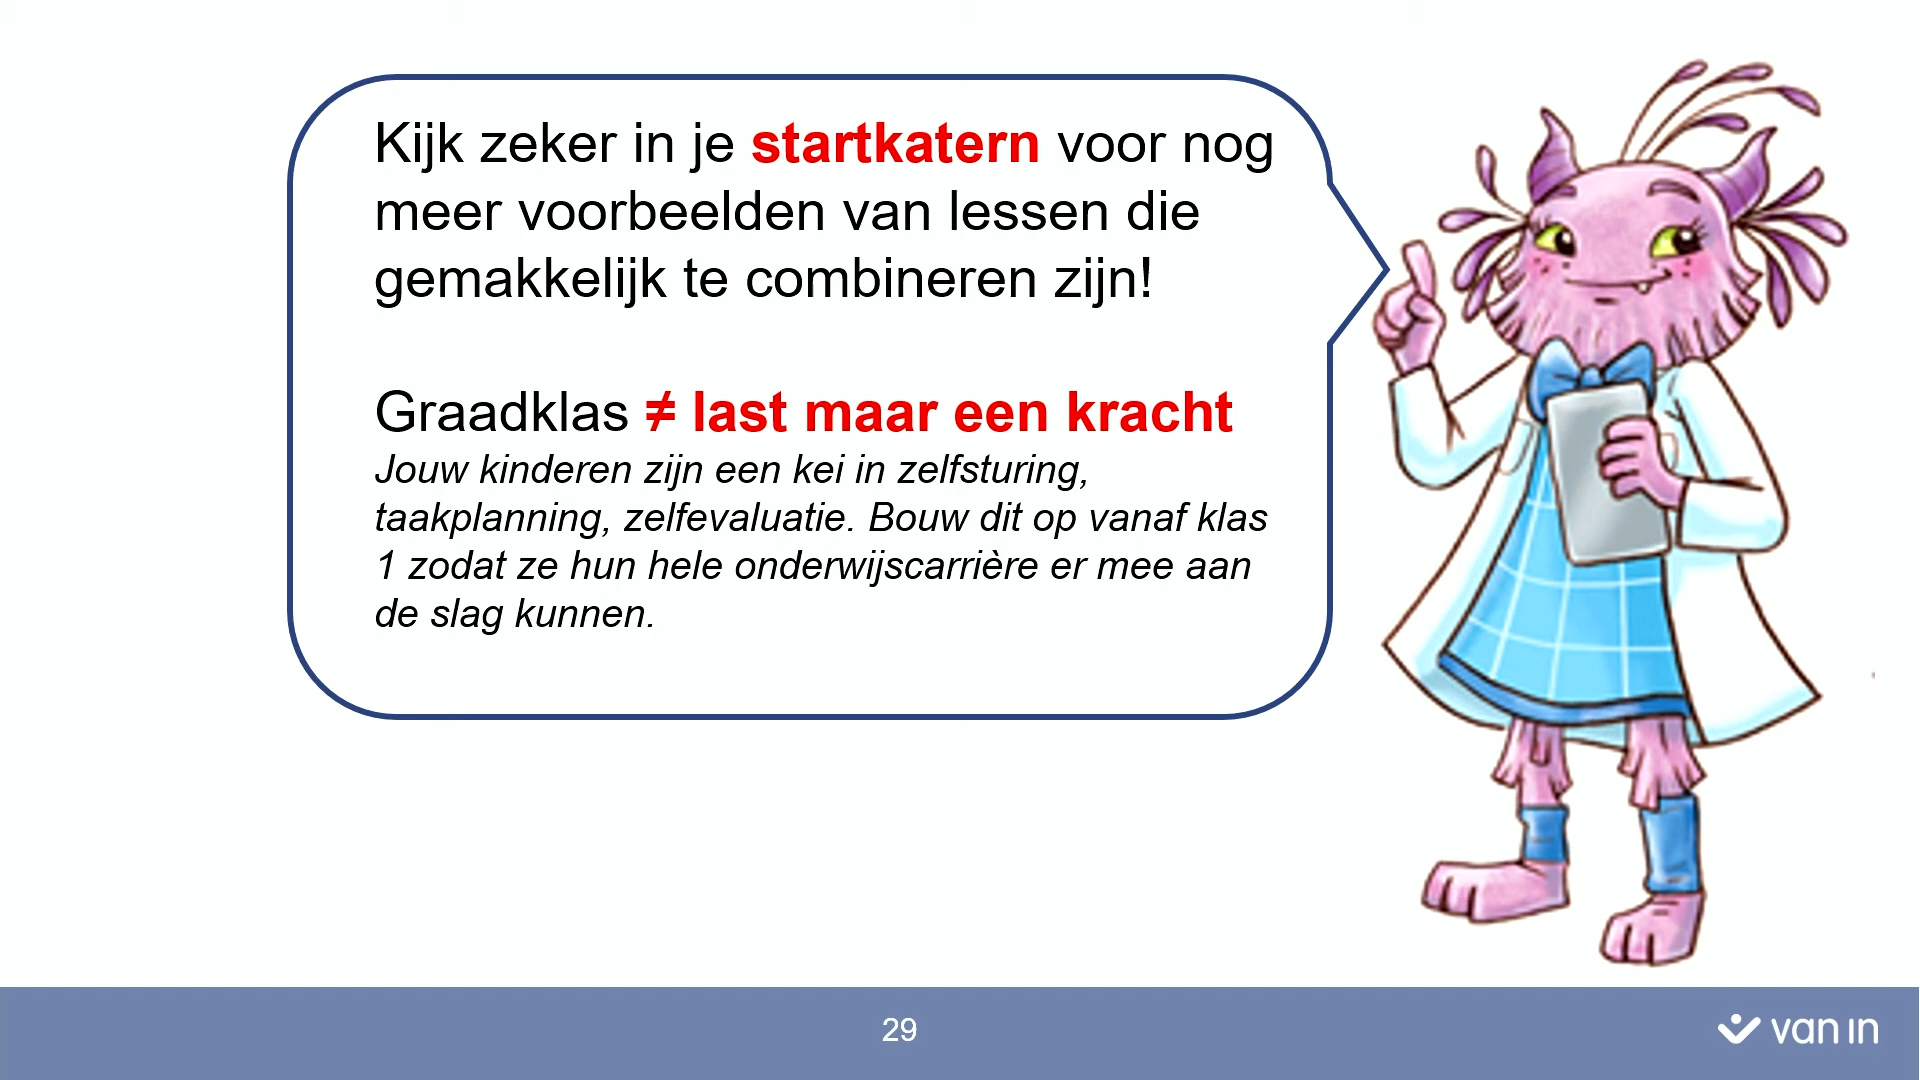 Kijk zeker in je startkatern voor nog
meer voorbeelden van lessen die
gemakkelijk te combineren zijn!
Graadklas ≠ last maar een kracht
Jouw kinderen zijn een kei in zelfsturing,
taakplanning, zelfevaluatie. Bouw dit op vanaf klas
1 zodat ze hun hele onderwijscarrière er mee aan
de slag kunnen.
29
van in